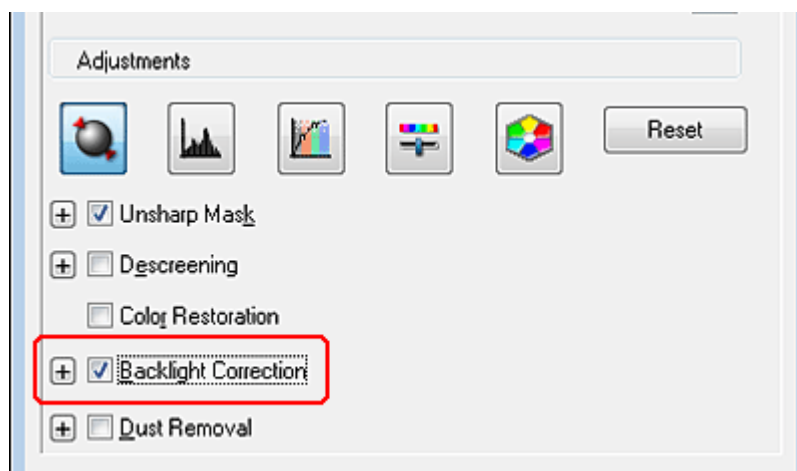 Adjustments
Reset
Unsharp Mask
Descreening
Color Restoration
Backlight Correction
Dust Removal